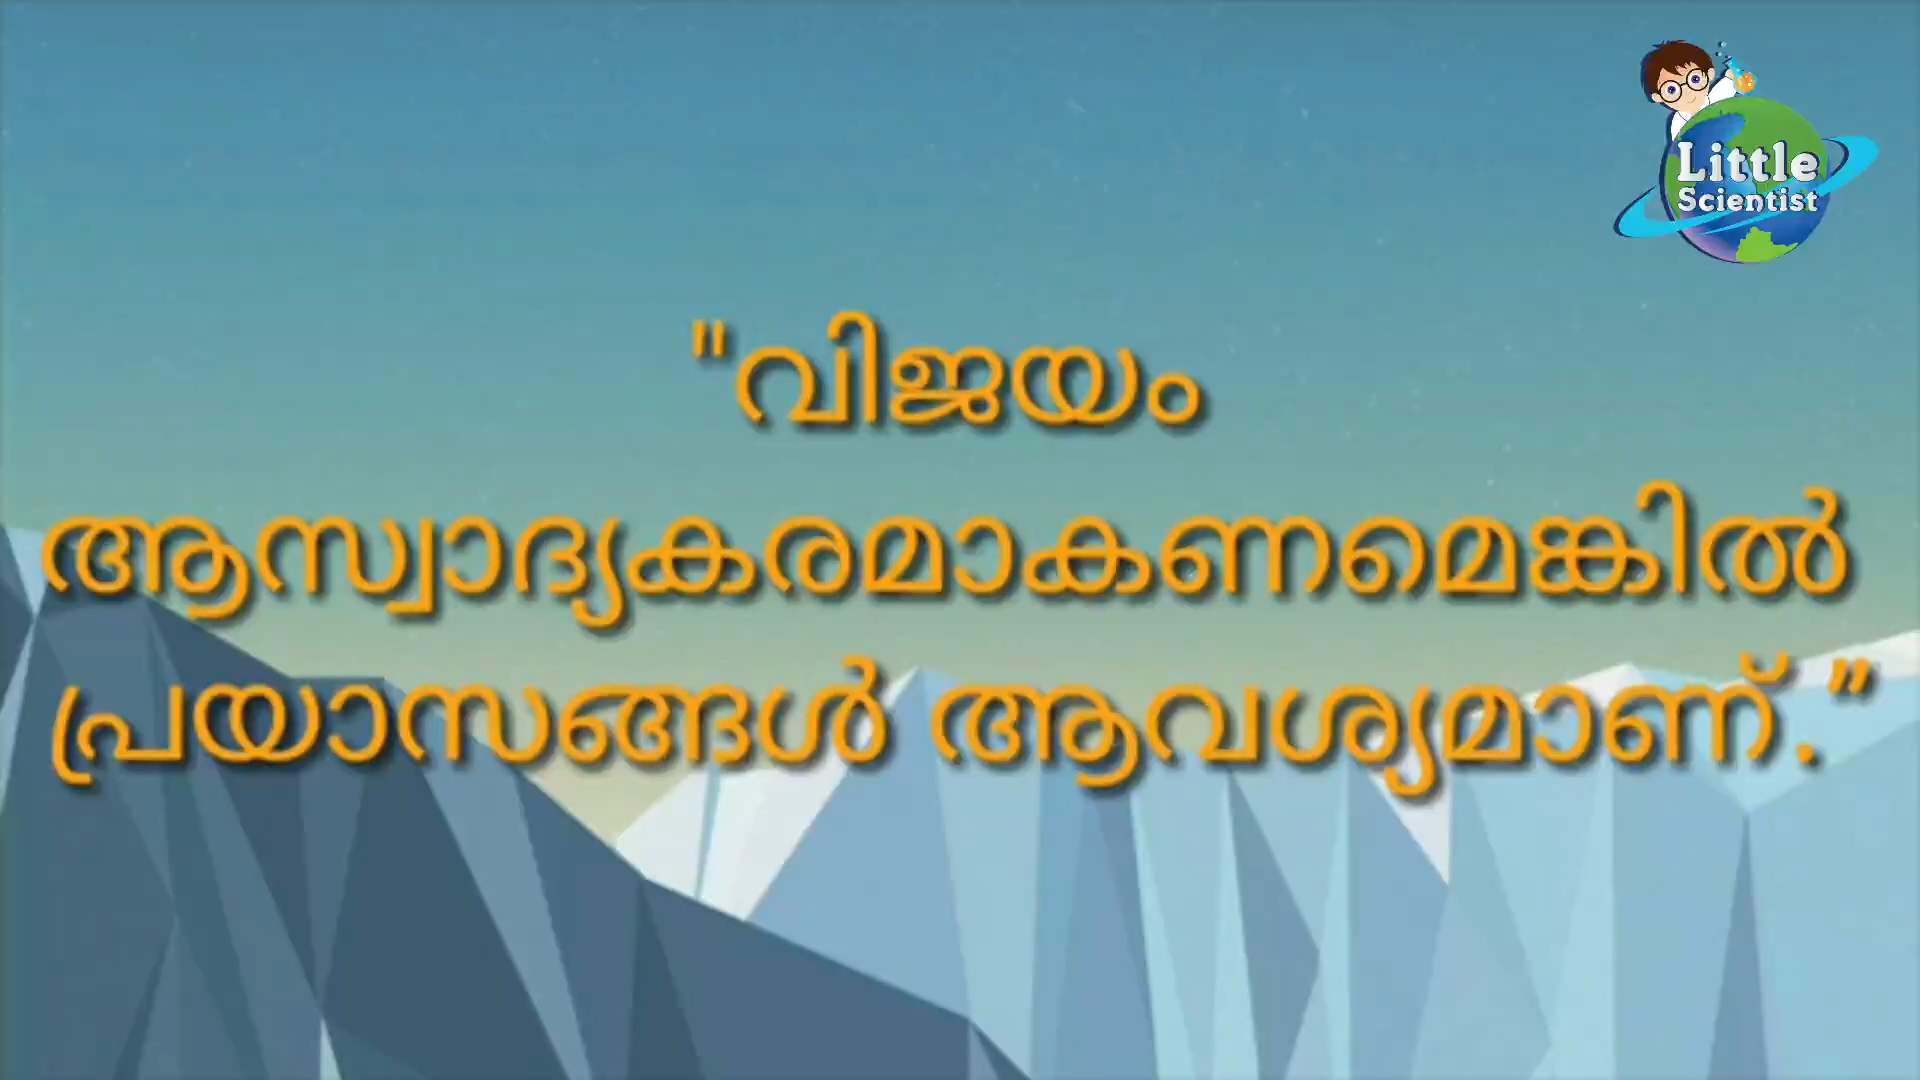 Little
Scientist
"വിജയം
ആസ്വാദ്യകരമാകണമെങ്കിൽ
പ്രയാസങ്ങൾ ആവശ്യമാണ്.”